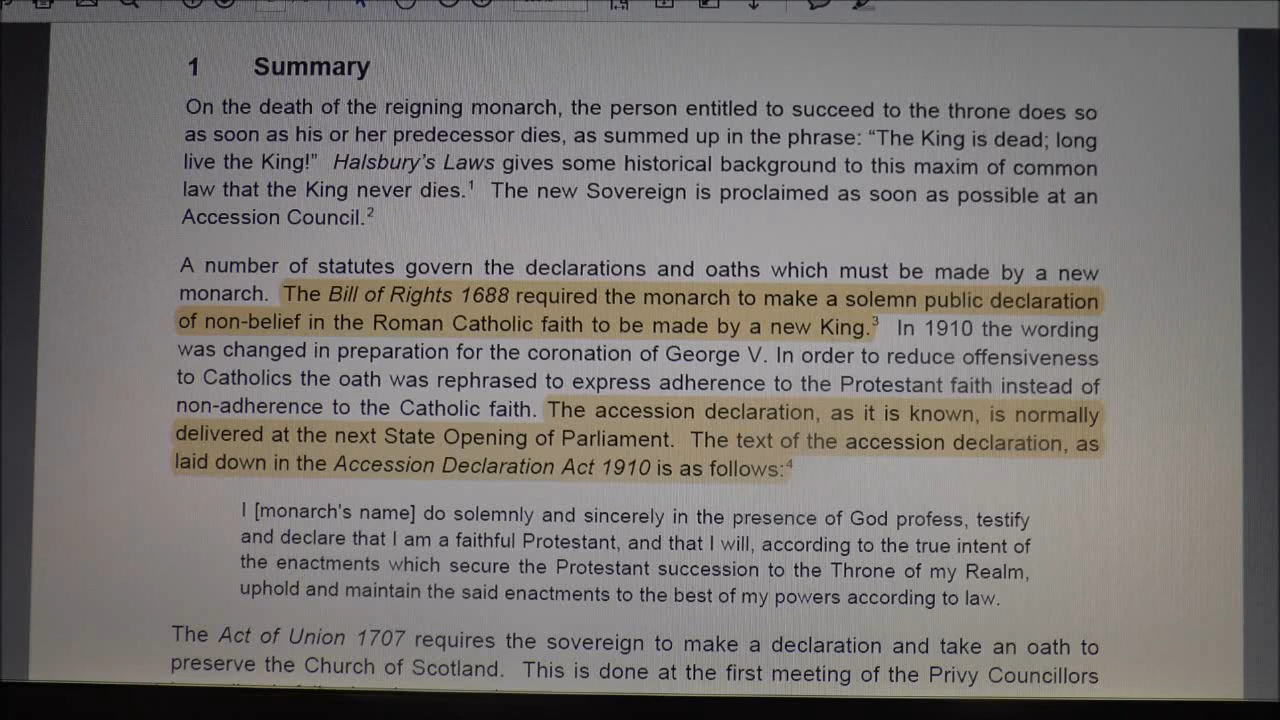 1 Summary
On the death of the reigning monarch, the person entitled to succeed to the throne does so
as soon as his or her predecessor dies, as summed up in the phrase: “The King is dead; long
live the King!” Halsbury’s Laws gives some historical background to this maxim of common
law that the King never dies.¹ The new Sovereign is proclaimed as soon as possible at an
Accession Council.²
A number of statutes govern the declarations and oaths which must be made by a new
monarch. The Bill of Rights 1688 required the monarch to make a solemn public declaration
of non-belief in the Roman Catholic faith to be made by a new King.³ In 1910 the wording
was changed in preparation for the coronation of George V. In order to reduce offensiveness
to Catholics the oath was rephrased to express adherence to the Protestant faith instead of
non-adherence to the Catholic faith. The accession declaration, as it is known, is normally
delivered at the next State Opening of Parliament. The text of the accession declaration, as
laid down in the Accession Declaration Act 1910 is as follows:⁴
I [monarch's name] do solemnly and sincerely in the presence of God profess, testify
and declare that I am a faithful Protestant, and that I will, according to the true intent of
the enactments which secure the Protestant succession to the Throne of my Realm,
uphold and maintain the said enactments to the best of my powers according to law.
The Act of Union 1707 requires the sovereign to make a declaration and take an oath to
preserve the Church of Scotland. This is done at the first meeting of the Privy Councillors